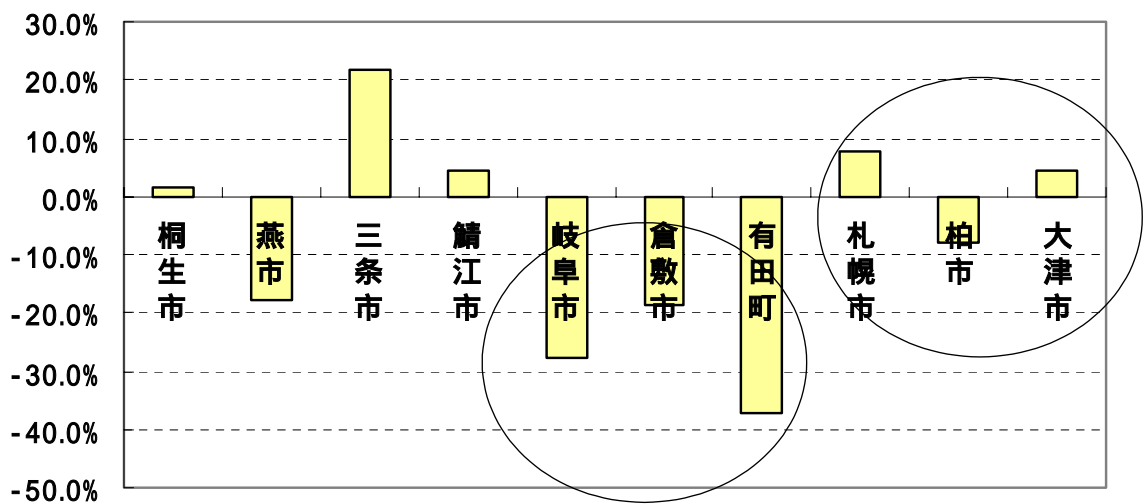 30.0%
20.0%
10.0%
0.0%
-10.0%
-20.0%
-30.0%
-40.0%
-50.0%
桐生市
燕市
三条市
鯖江市
岐阜市
倉敷市
有田町
札幌市
柏市
大津市